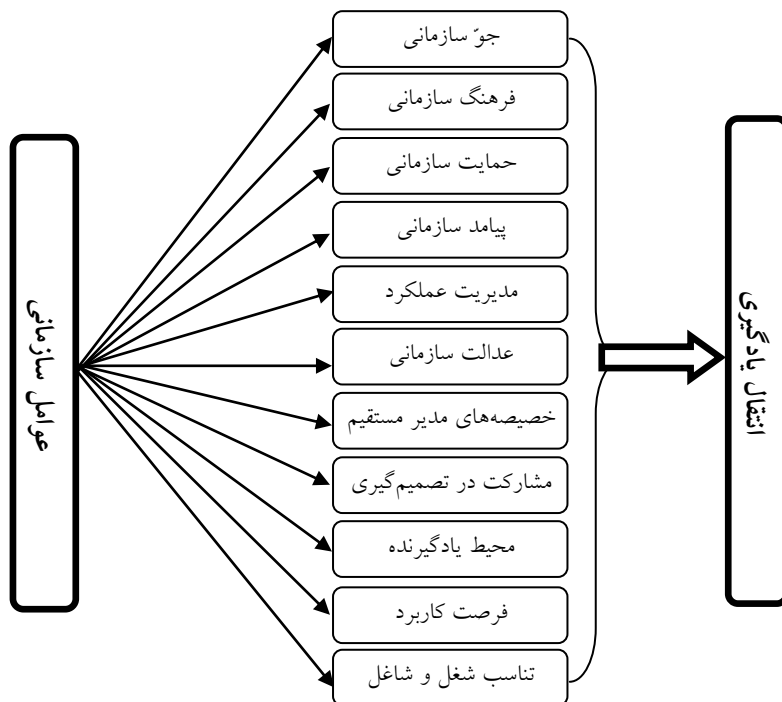 عوامل سازمانی
جوّ سازمانی
فرهنگ سازمانی
حمایت سازمانی
پیامد سازمانی
مدیریت عملکرد
عدالت سازمانی
خصیصه‌های مدیر مستقیم
مشارکت در تصمیم‌گیری
محیط یادگیرنده
فرصت کاربرد
تناسب شغل و شاغل
انتقال یادگیری